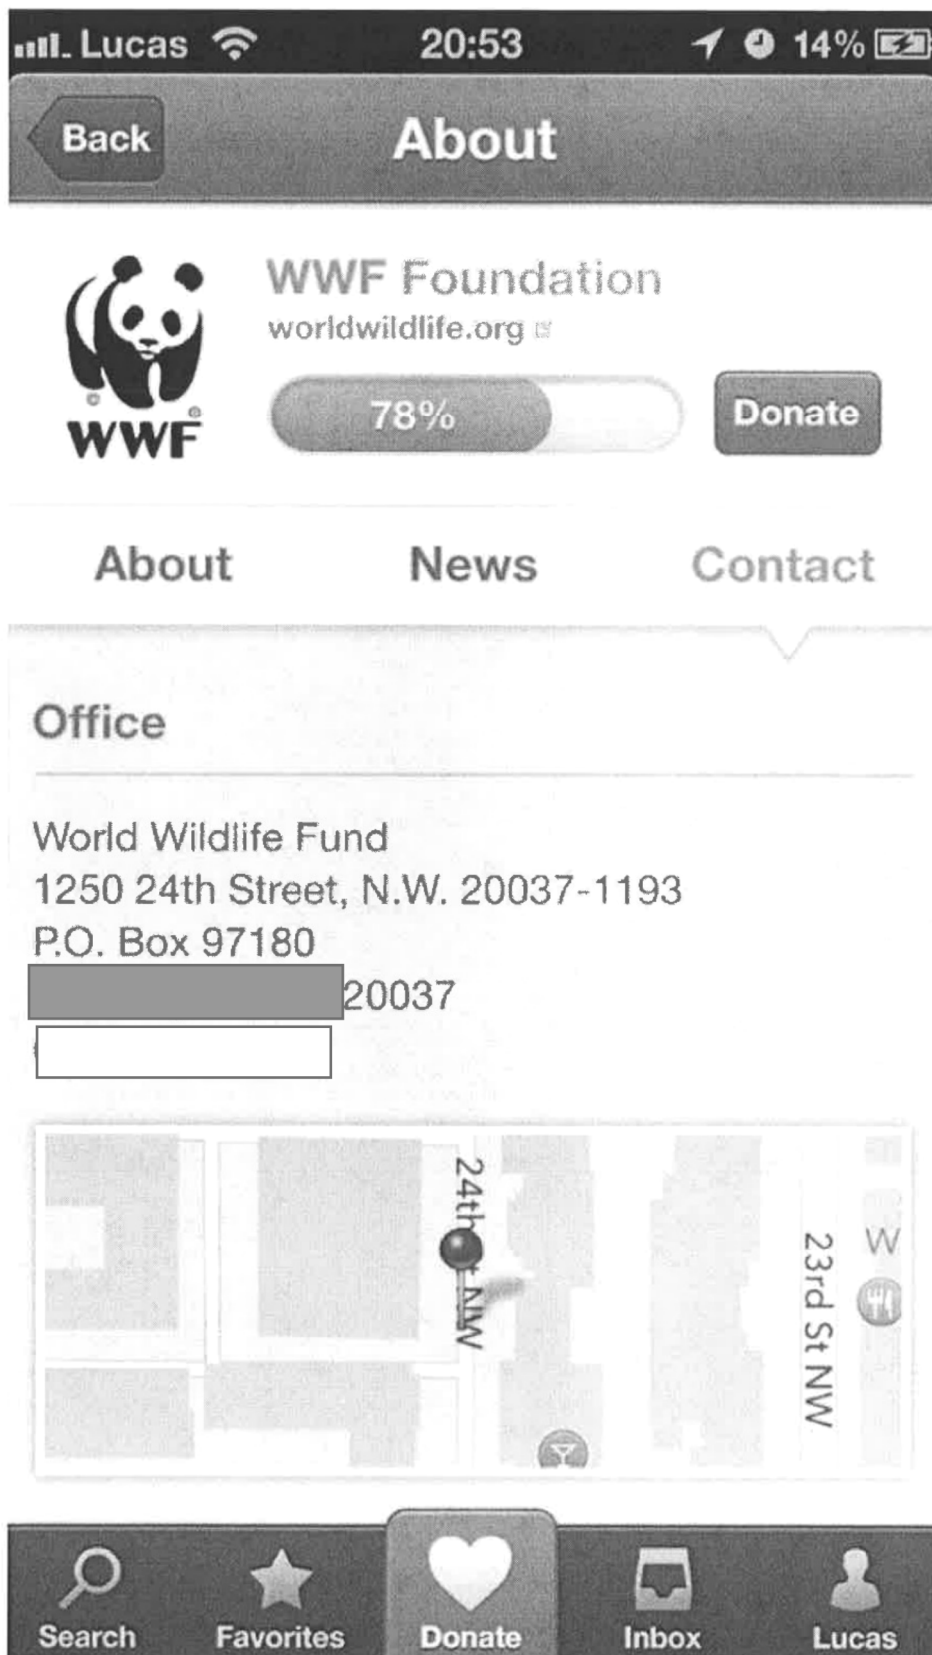 Lucas 20:53 14%
Back About
WWF Foundation
worldwildlife.org
78% Donate
© ®
WWF
About News Contact
Office
World Wildlife Fund
1250 24th Street, N.W. 20037-1193
P.O. Box 97180
20037
24th NW
23rd St NW
W
Search Favorites Donate Inbox Lucas